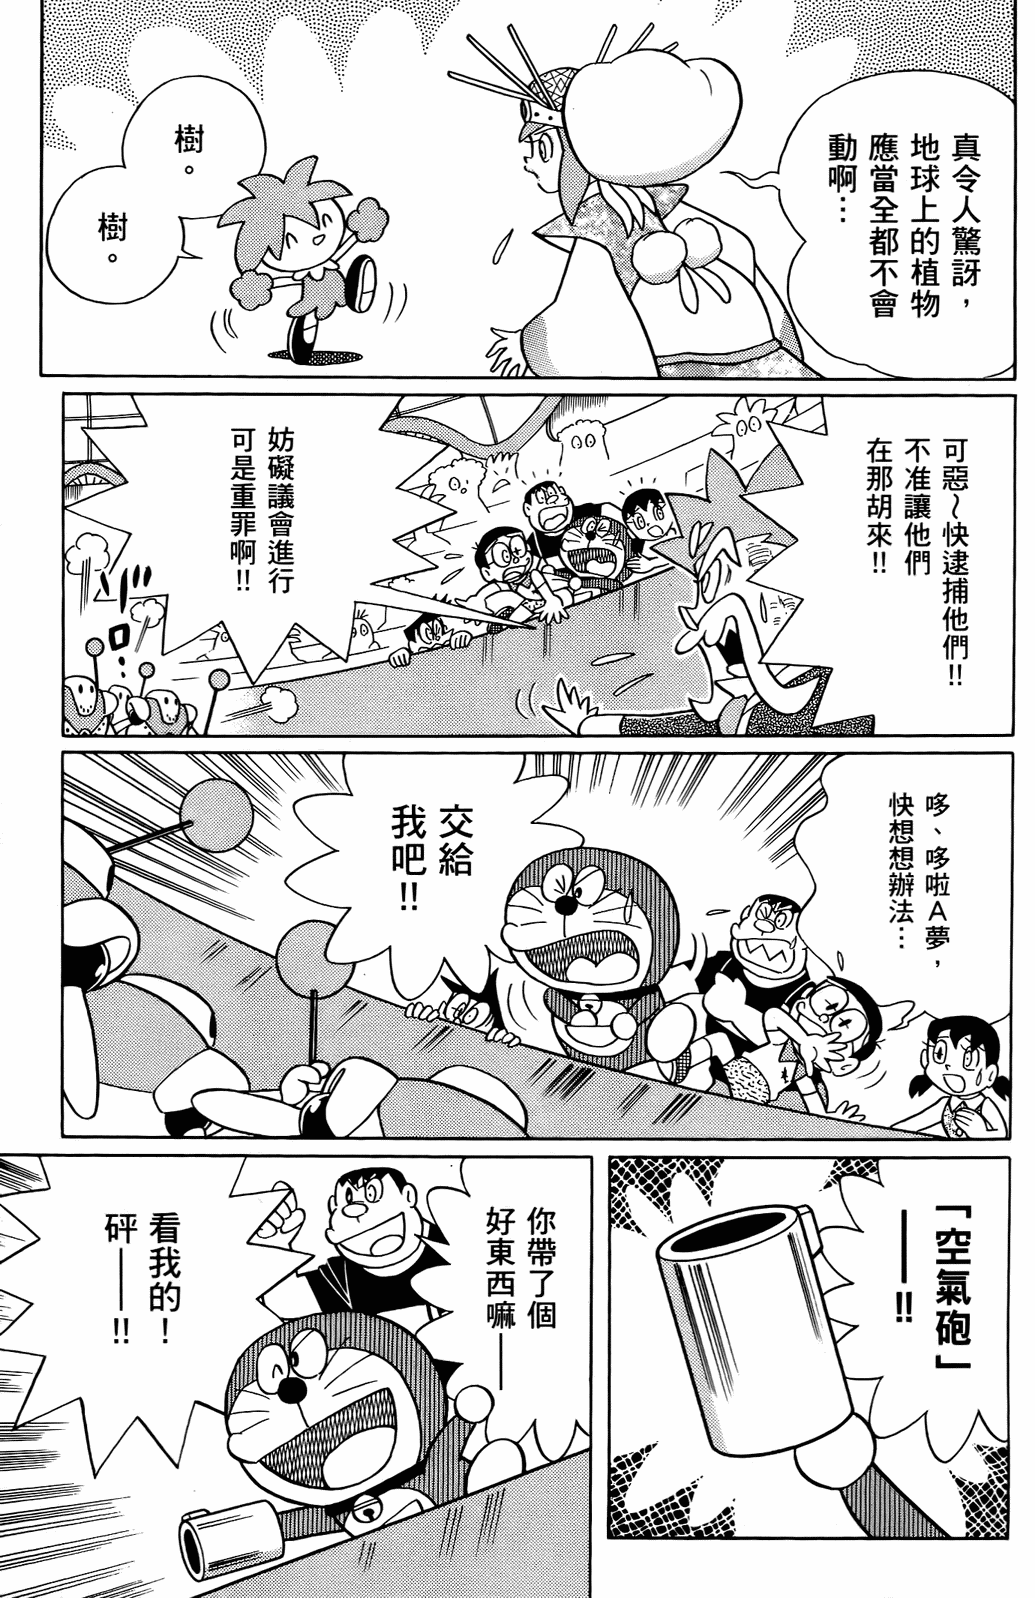 真令人驚訝，
地球上的植物
應當全都不會
動啊…
樹。
樹。
可惡～快逮捕他們!!
不准讓他們
在那胡來!!
妨礙議會進行
可是重罪啊!!
ゾロ…
哆、哆啦Ａ夢，
快想想辦法…
交給
我吧!!
「空氣砲」
——!!
你帶了個
好東西嘛——
看我的！
砰——!!